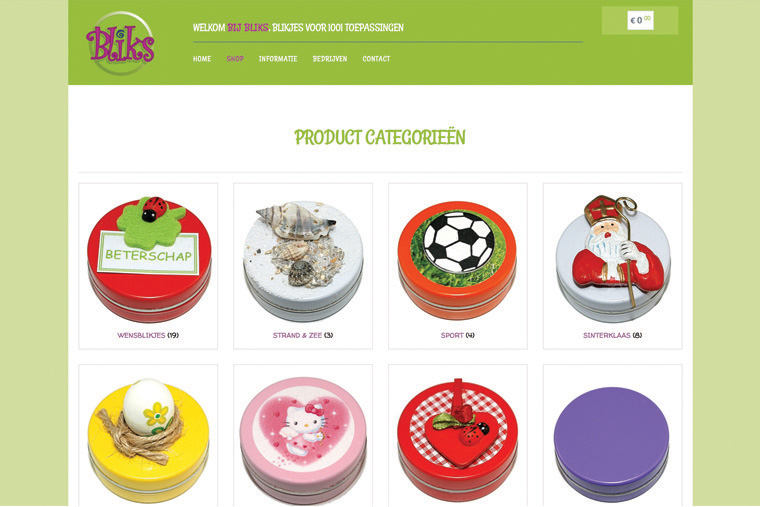 Bliks
WELKOM BIJ BLIKS - BLIKJES VOOR 1001 TOEPASSINGEN
€ 0 00
HOME SHOP INFORMATIE BEDRIJVEN CONTACT
PRODUCT CATEGORIEËN
BETERSCHAP
WENSBLIKJES (19)
STRAND & ZEE (3)
SPORT (4)
SINTERKLAAS (8)